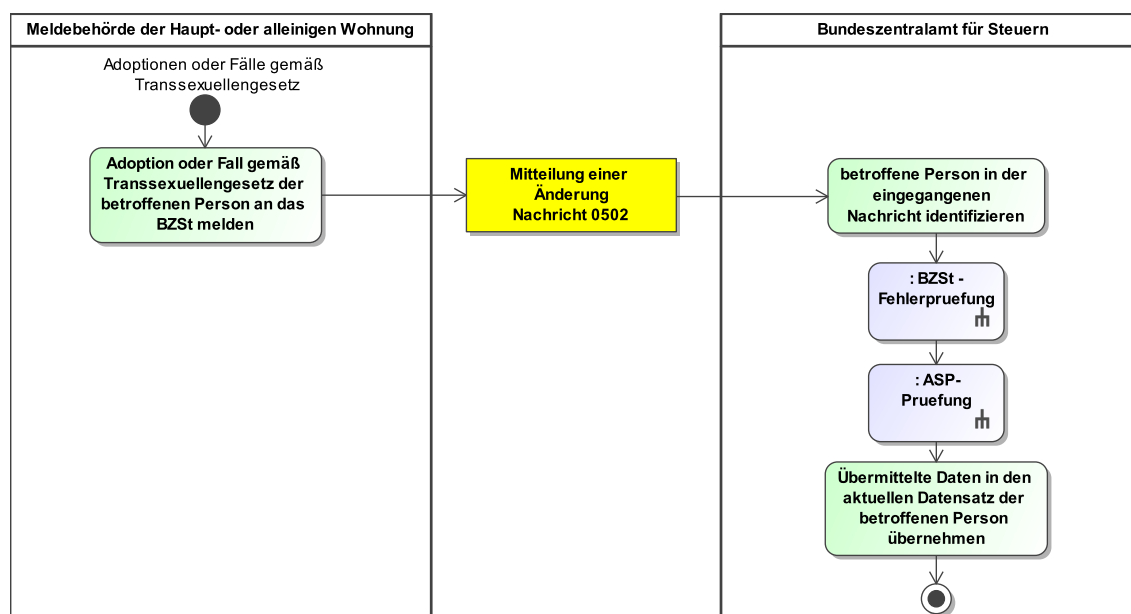 Meldebehörde der Haupt- oder alleinigen Wohnung
Adoptionen oder Fälle gemäß
Transsexuellengesetz
Adoption oder Fall gemäß
Transsexuellengesetz der
betroffenen Person an das
BZSt melden
Mitteilung einer
Änderung
Nachricht 0502
Bundeszentralamt für Steuern
betroffene Person in der
eingegangenen
Nachricht identifizieren
: BZSt -
Fehlerpruefung
: ASP-
Pruefung
Übermittelte Daten in den
aktuellen Datensatz der
betroffenen Person
übernehmen